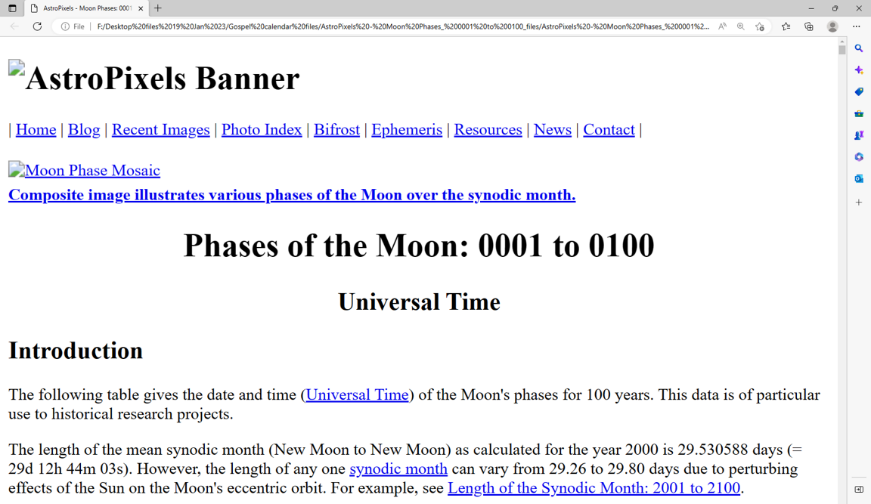 AstroPixels - Moon Phases: 0001
File | F:/Desktop%20files%2019%20Jan%2023/Gospel%20calendar%20files/AstroPixels%20-%20Moon%20Phases_%200001%20to%200100_files/AstroPixels%20-%20Moon%20Phases_%200001%2...
AstroPixels Banner
| Home | Blog | Recent Images | Photo Index | Bifrost | Ephemeris | Resources | News | Contact |
Moon Phase Mosaic
Composite image illustrates various phases of the Moon over the synodic month.
Phases of the Moon: 0001 to 0100
Universal Time
Introduction
The following table gives the date and time (Universal Time) of the Moon's phases for 100 years. This data is of particular
use to historical research projects.
The length of the mean synodic month (New Moon to New Moon) as calculated for the year 2000 is 29.530588 days (=
29d 12h 44m 03s). However, the length of any one synodic month can vary from 29.26 to 29.80 days due to perturbing
effects of the Sun on the Moon's eccentric orbit. For example, see Length of the Synodic Month: 2001 to 2100.